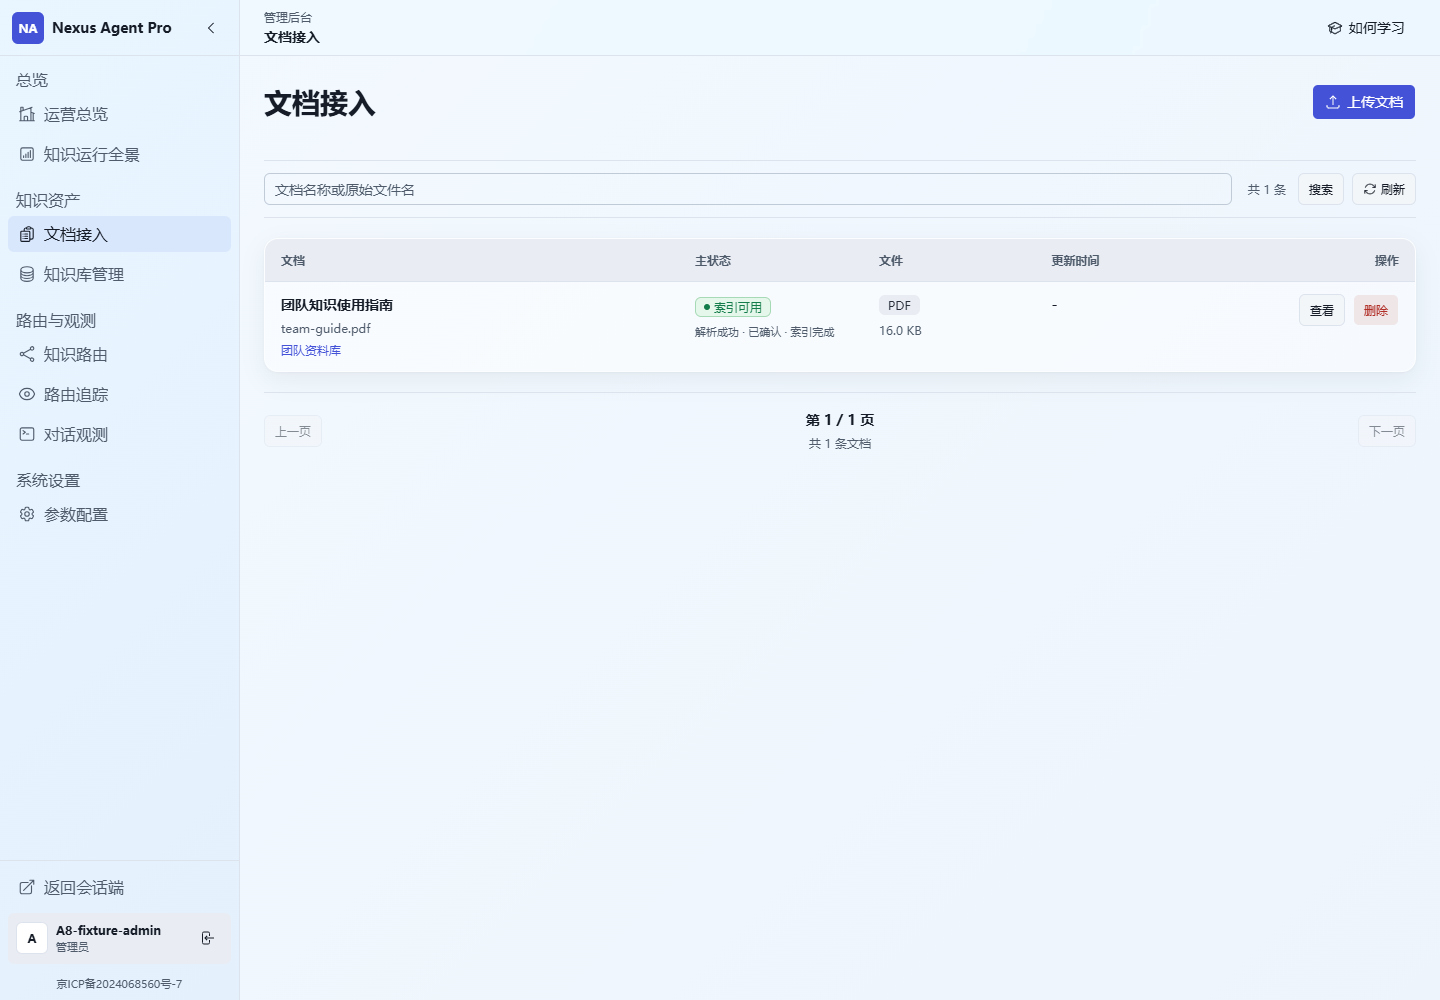 NA Nexus Agent Pro
总览
运营总览
知识运行全景
知识资产
文档接入
知识库管理
路由与观测
知识路由
路由追踪
对话观测
系统设置
参数配置
返回会话端
A
A8-fixture-admin
管理员
京ICP备2024068560号-7
管理后台
文档接入
如何学习
文档接入
上传文档
文档名称或原始文件名
共 1 条
搜索
刷新
文档 主状态 文件 更新时间 操作
团队知识使用指南 索引可用 PDF - 查看 删除
team-guide.pdf 解析成功 · 已确认 · 索引完成 16.0 KB
团队资料库
上一页
第 1 / 1 页
共 1 条文档
下一页